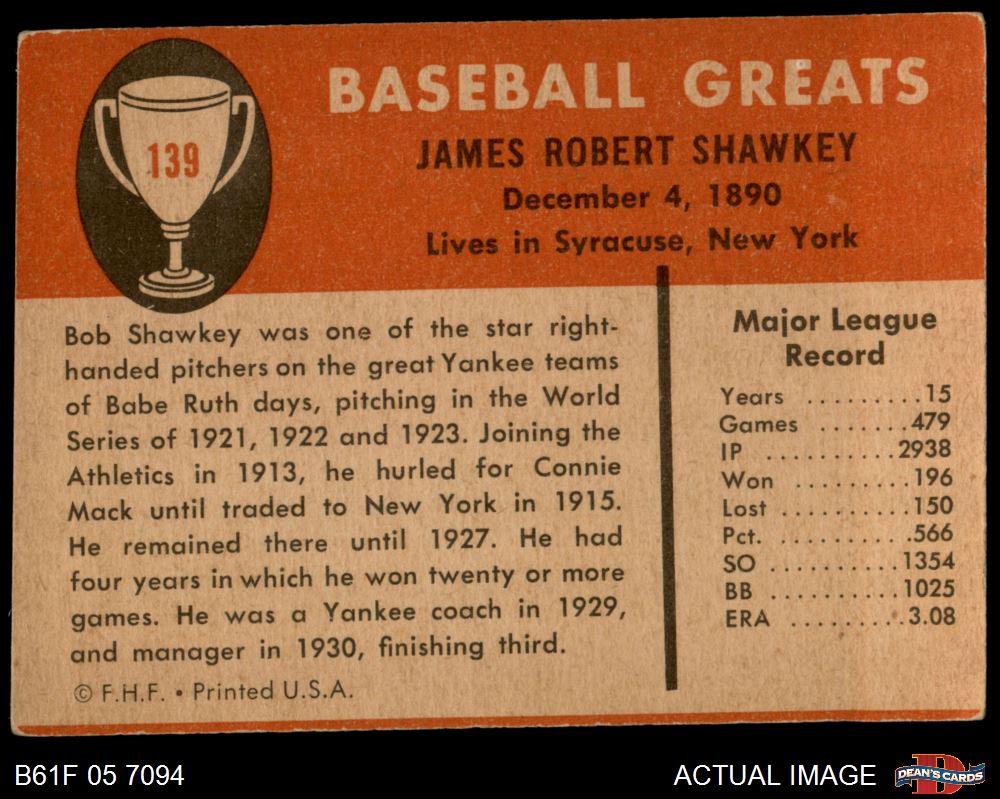 139
BASEBALL GREATS
JAMES ROBERT SHAWKEY
December 4, 1890
Lives in Syracuse, New York
Bob Shawkey was one of the star right-
handed pitchers on the great Yankee teams
of Babe Ruth days, pitching in the World
Series of 1921, 1922 and 1923. Joining the
Athletics in 1913, he hurled for Connie
Mack until traded to New York in 1915.
He remained there until 1927. He had
four years in which he won twenty or more
games. He was a Yankee coach in 1929,
and manager in 1930, finishing third.
© F.H.F. • Printed U.S.A.
Major League
Record
Years .........15
Games .......479
IP ..........2938
Won .........196
Lost ..........150
Pct. ..........566
SO ..........1354
BB ..........1025
ERA .........3.08
B61F 05 7094
ACTUAL IMAGE
DEAN'S CARDS